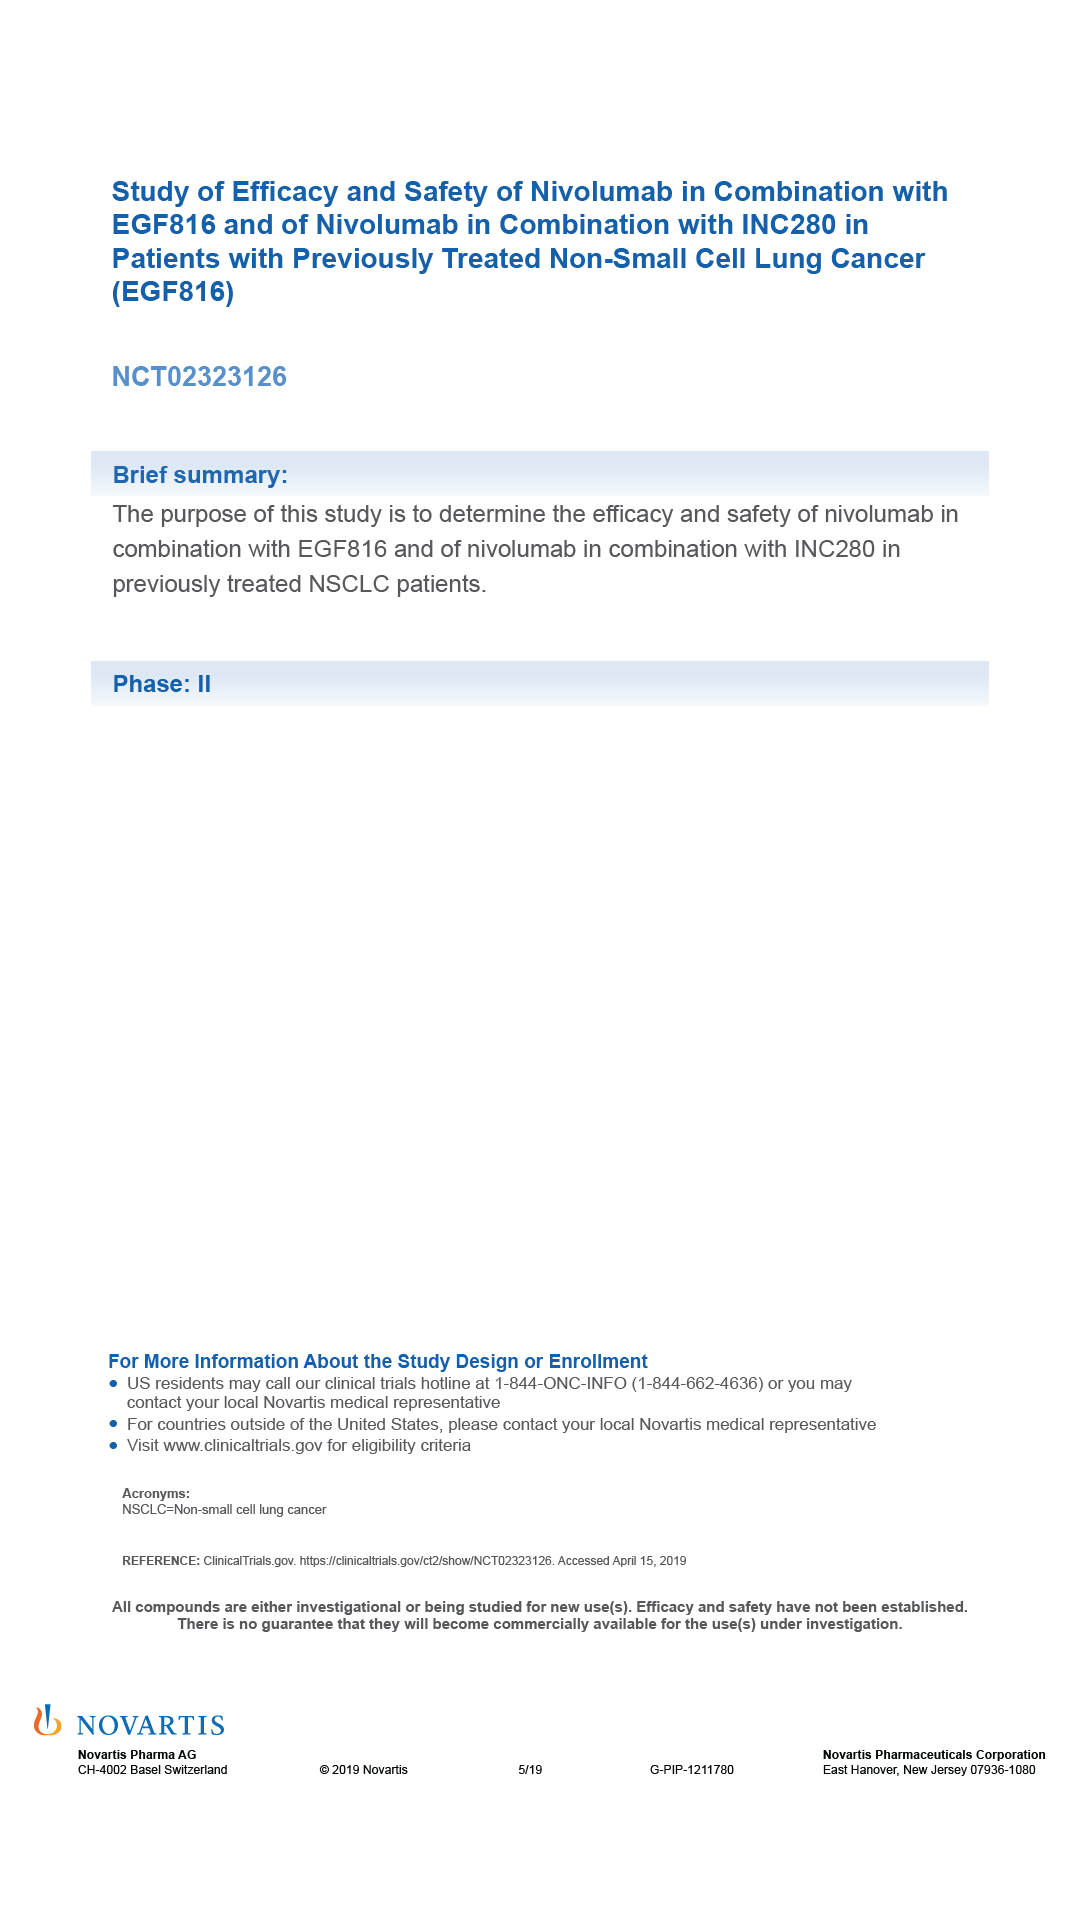 Study of Efficacy and Safety of Nivolumab in Combination with
EGF816 and of Nivolumab in Combination with INC280 in
Patients with Previously Treated Non-Small Cell Lung Cancer
(EGF816)
NCT02323126
Brief summary:
The purpose of this study is to determine the efficacy and safety of nivolumab in
combination with EGF816 and of nivolumab in combination with INC280 in
previously treated NSCLC patients.
Phase: II
For More Information About the Study Design or Enrollment
● US residents may call our clinical trials hotline at 1-844-ONC-INFO (1-844-662-4636) or you may
contact your local Novartis medical representative
● For countries outside of the United States, please contact your local Novartis medical representative
● Visit www.clinicaltrials.gov for eligibility criteria
Acronyms:
NSCLC=Non-small cell lung cancer
REFERENCE: ClinicalTrials.gov. https://clinicaltrials.gov/ct2/show/NCT02323126. Accessed April 15, 2019
All compounds are either investigational or being studied for new use(s). Efficacy and safety have not been established.
There is no guarantee that they will become commercially available for the use(s) under investigation.
NOVARTIS
Novartis Pharma AG
CH-4002 Basel Switzerland
© 2019 Novartis
5/19
G-PIP-1211780
Novartis Pharmaceuticals Corporation
East Hanover, New Jersey 07936-1080